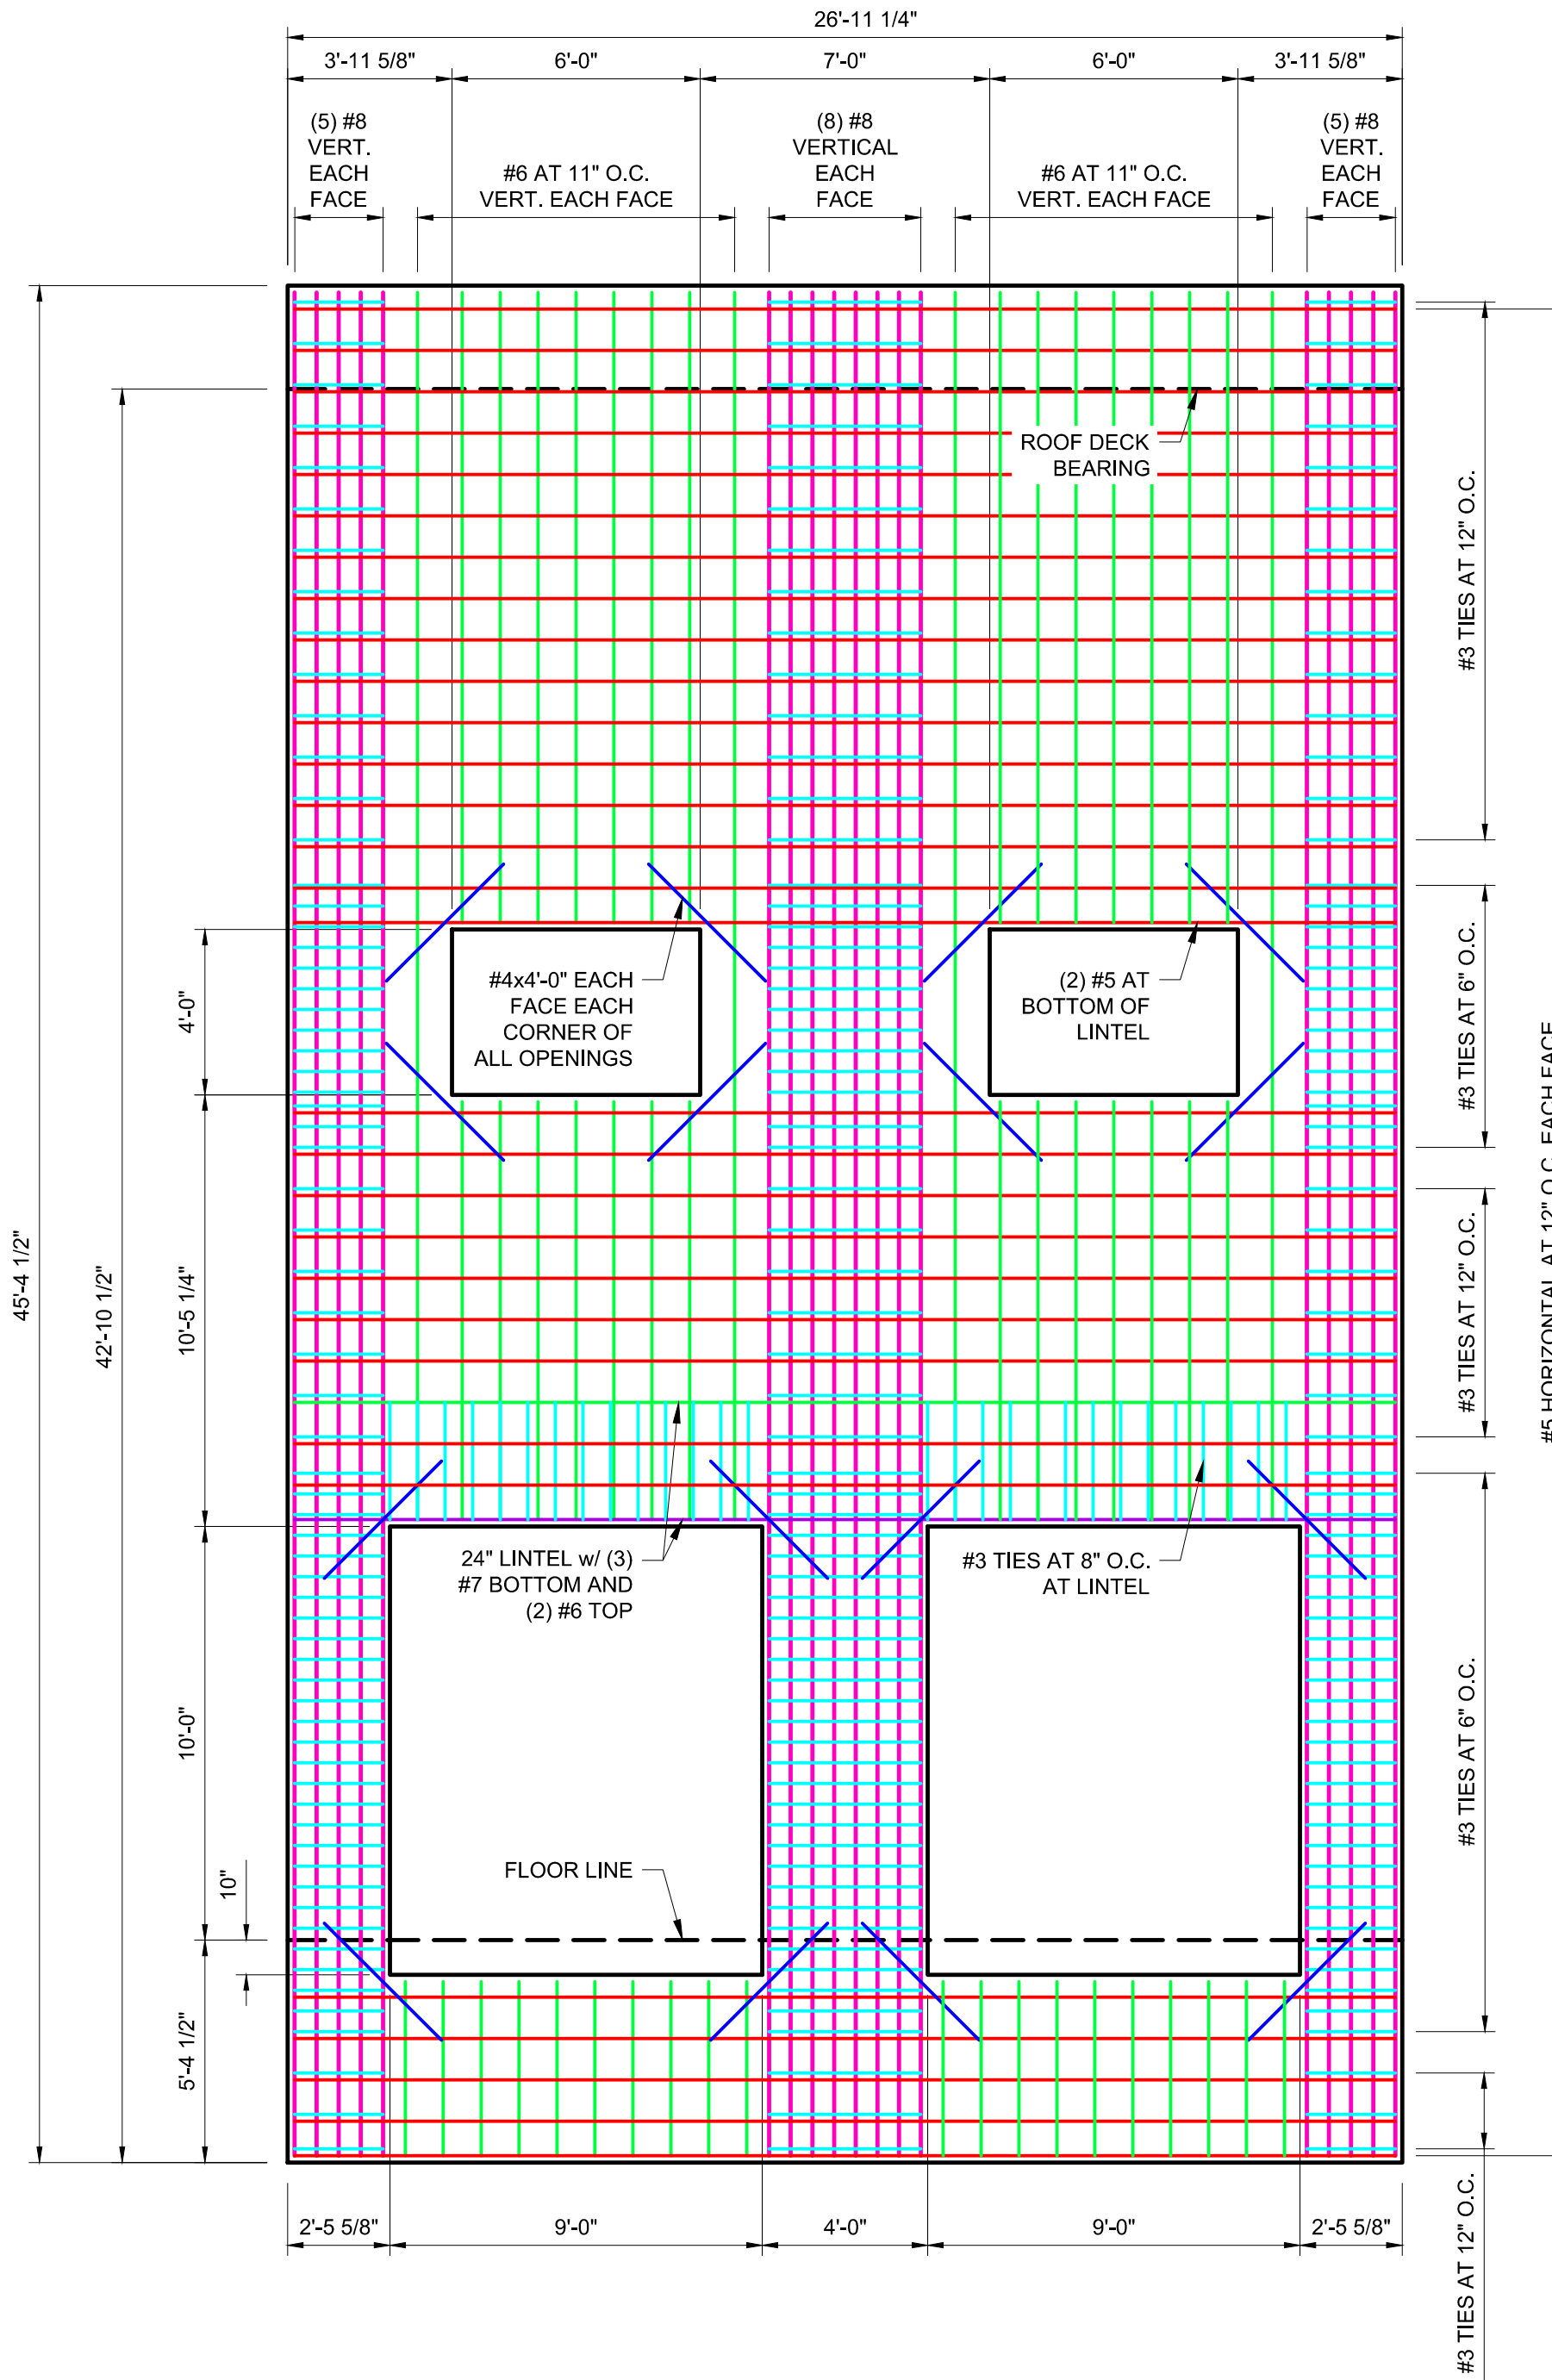 26'-11 1/4"
3'-11 5/8"
6'-0"
7'-0"
6'-0"
3'-11 5/8"
(5) #8
VERT.
EACH
FACE
#6 AT 11" O.C.
VERT. EACH FACE
(8) #8
VERTICAL
EACH
FACE
#6 AT 11" O.C.
VERT. EACH FACE
(5) #8
VERT.
EACH
FACE
ROOF DECK
BEARING
#3 TIES AT 12" O.C.
#4x4'-0" EACH
FACE EACH
CORNER OF
ALL OPENINGS
(2) #5 AT
BOTTOM OF
LINTEL
4'-0"
#3 TIES AT 6" O.C.
#5 HORIZONTAL AT 12" O.C. EACH FACE
45'-4 1/2"
42'-10 1/2"
10'-5 1/4"
#3 TIES AT 12" O.C.
24" LINTEL w/ (3)
#7 BOTTOM AND
(2) #6 TOP
#3 TIES AT 8" O.C.
AT LINTEL
10'-0"
#3 TIES AT 6" O.C.
FLOOR LINE
10"
5'-4 1/2"
2'-5 5/8"
9'-0"
4'-0"
9'-0"
2'-5 5/8"
#3 TIES AT 12" O.C.